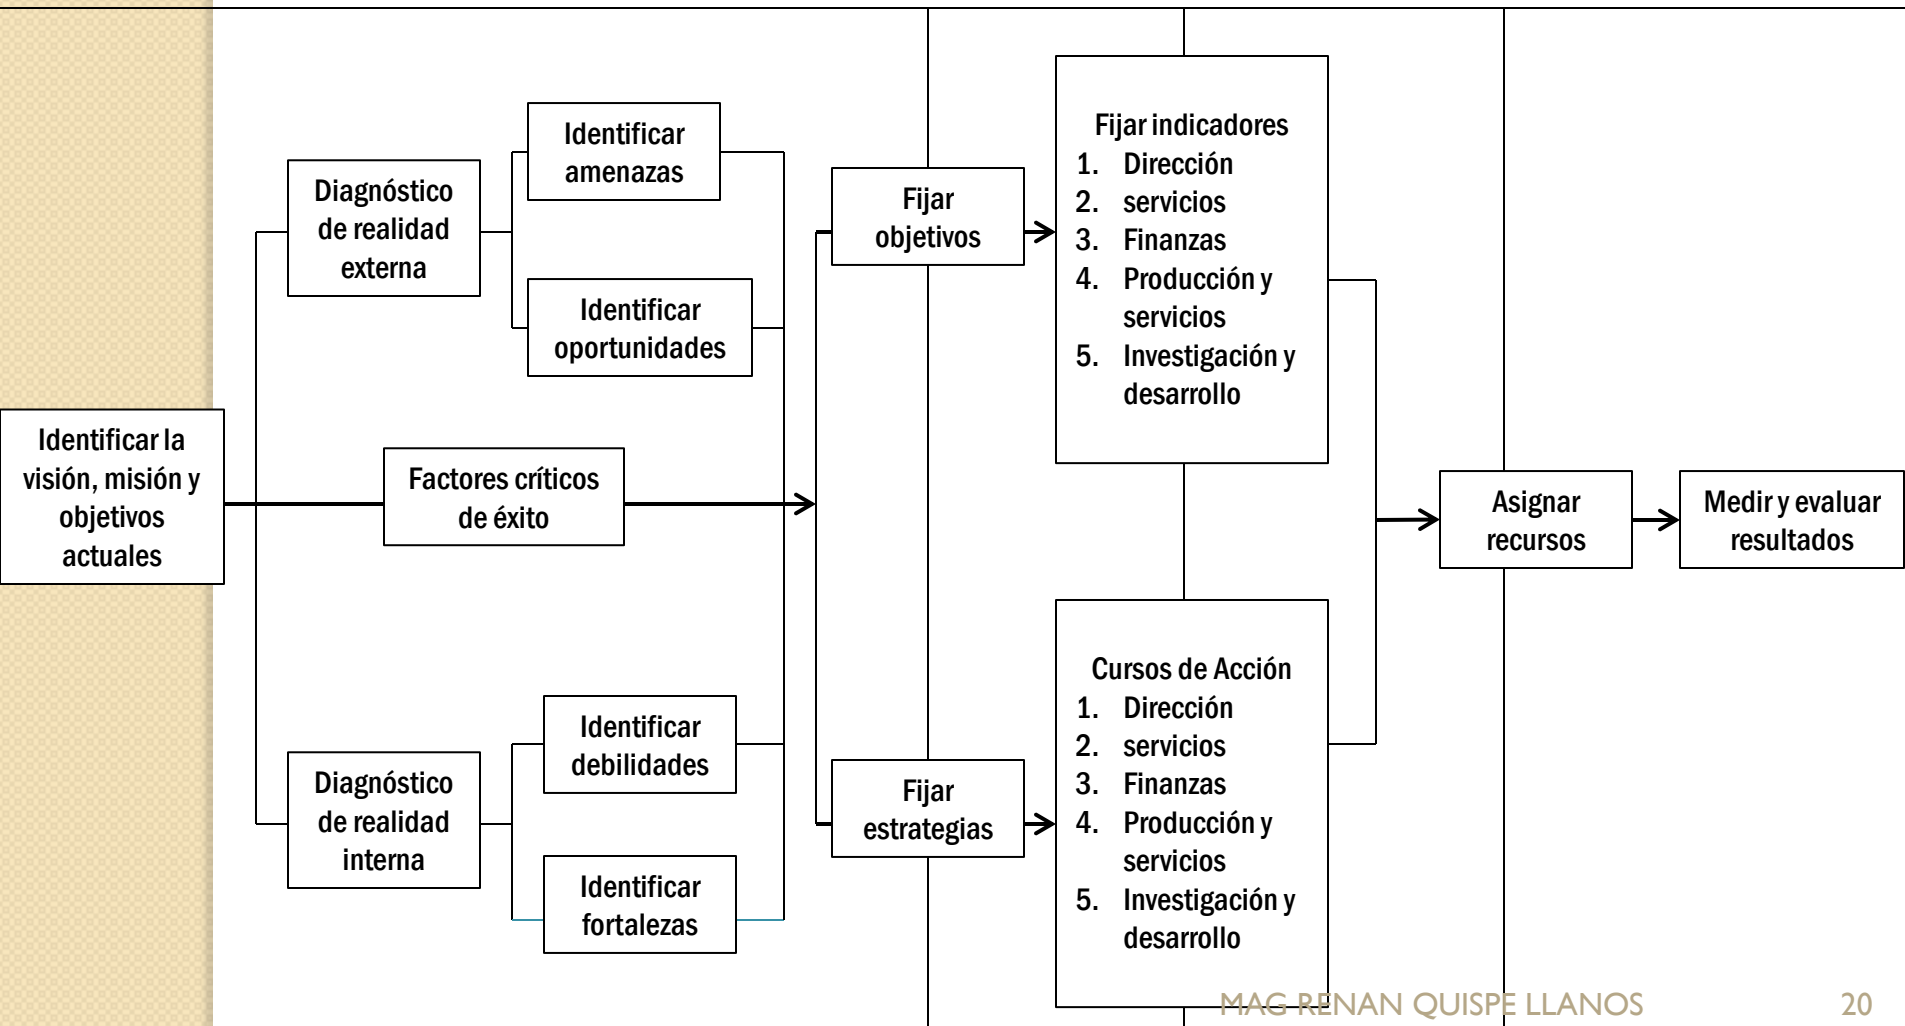 Identificar la
visión, misión y
objetivos
actuales
Diagnóstico
de realidad
externa
Identificar
amenazas
Identificar
oportunidades
Factores críticos
de éxito
Diagnóstico
de realidad
interna
Identificar
debilidades
Identificar
fortalezas
Fijar
objetivos
Fijar
estrategias
Fijar indicadores
1. Dirección
2. servicios
3. Finanzas
4. Producción y
servicios
5. Investigación y
desarrollo
Cursos de Acción
1. Dirección
2. servicios
3. Finanzas
4. Producción y
servicios
5. Investigación y
desarrollo
Asignar
recursos
Medir y evaluar
resultados
MAG RENAN QUISPE LLANOS
20